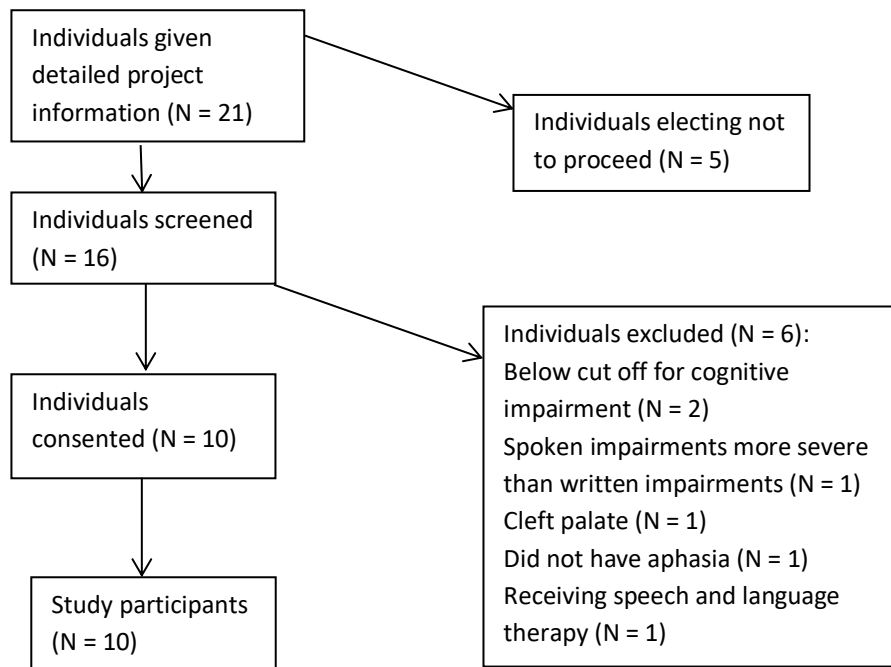 Individuals given
detailed project
information (N = 21)
Individuals electing not
to proceed (N = 5)
Individuals screened
(N = 16)
Individuals excluded (N = 6):
Below cut off for cognitive
impairment (N = 2)
Spoken impairments more severe
than written impairments (N = 1)
Cleft palate (N = 1)
Did not have aphasia (N = 1)
Receiving speech and language
therapy (N = 1)
Individuals
consented (N = 10)
Study participants
(N = 10)